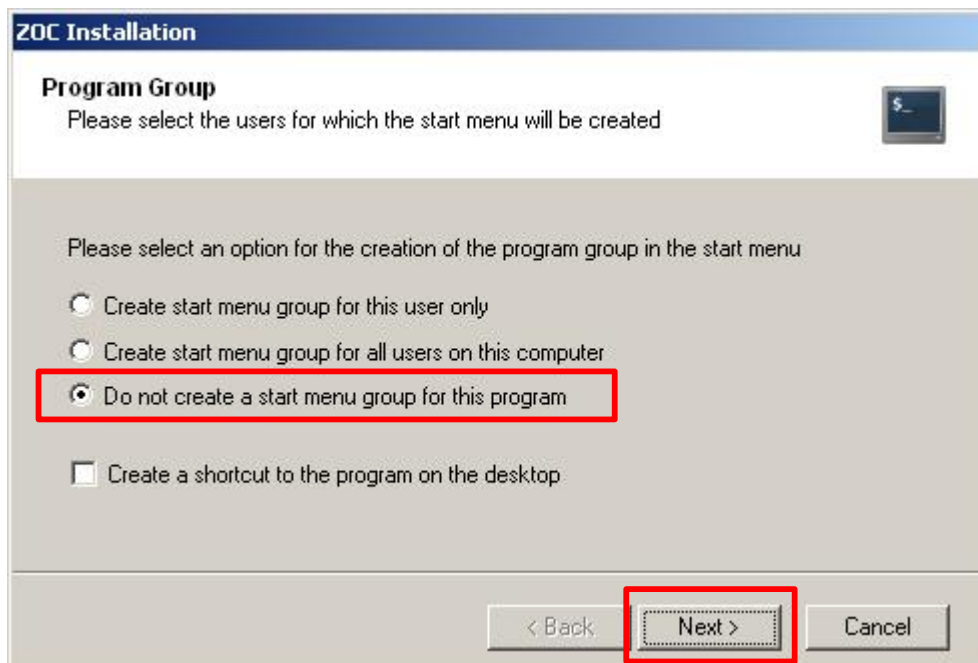 ZOC Installation
Program Group
Please select the users for which the start menu will be created
$_
Please select an option for the creation of the program group in the start menu
Create start menu group for this user only
Create start menu group for all users on this computer
Do not create a start menu group for this program
Create a shortcut to the program on the desktop
< Back
Next >
Cancel